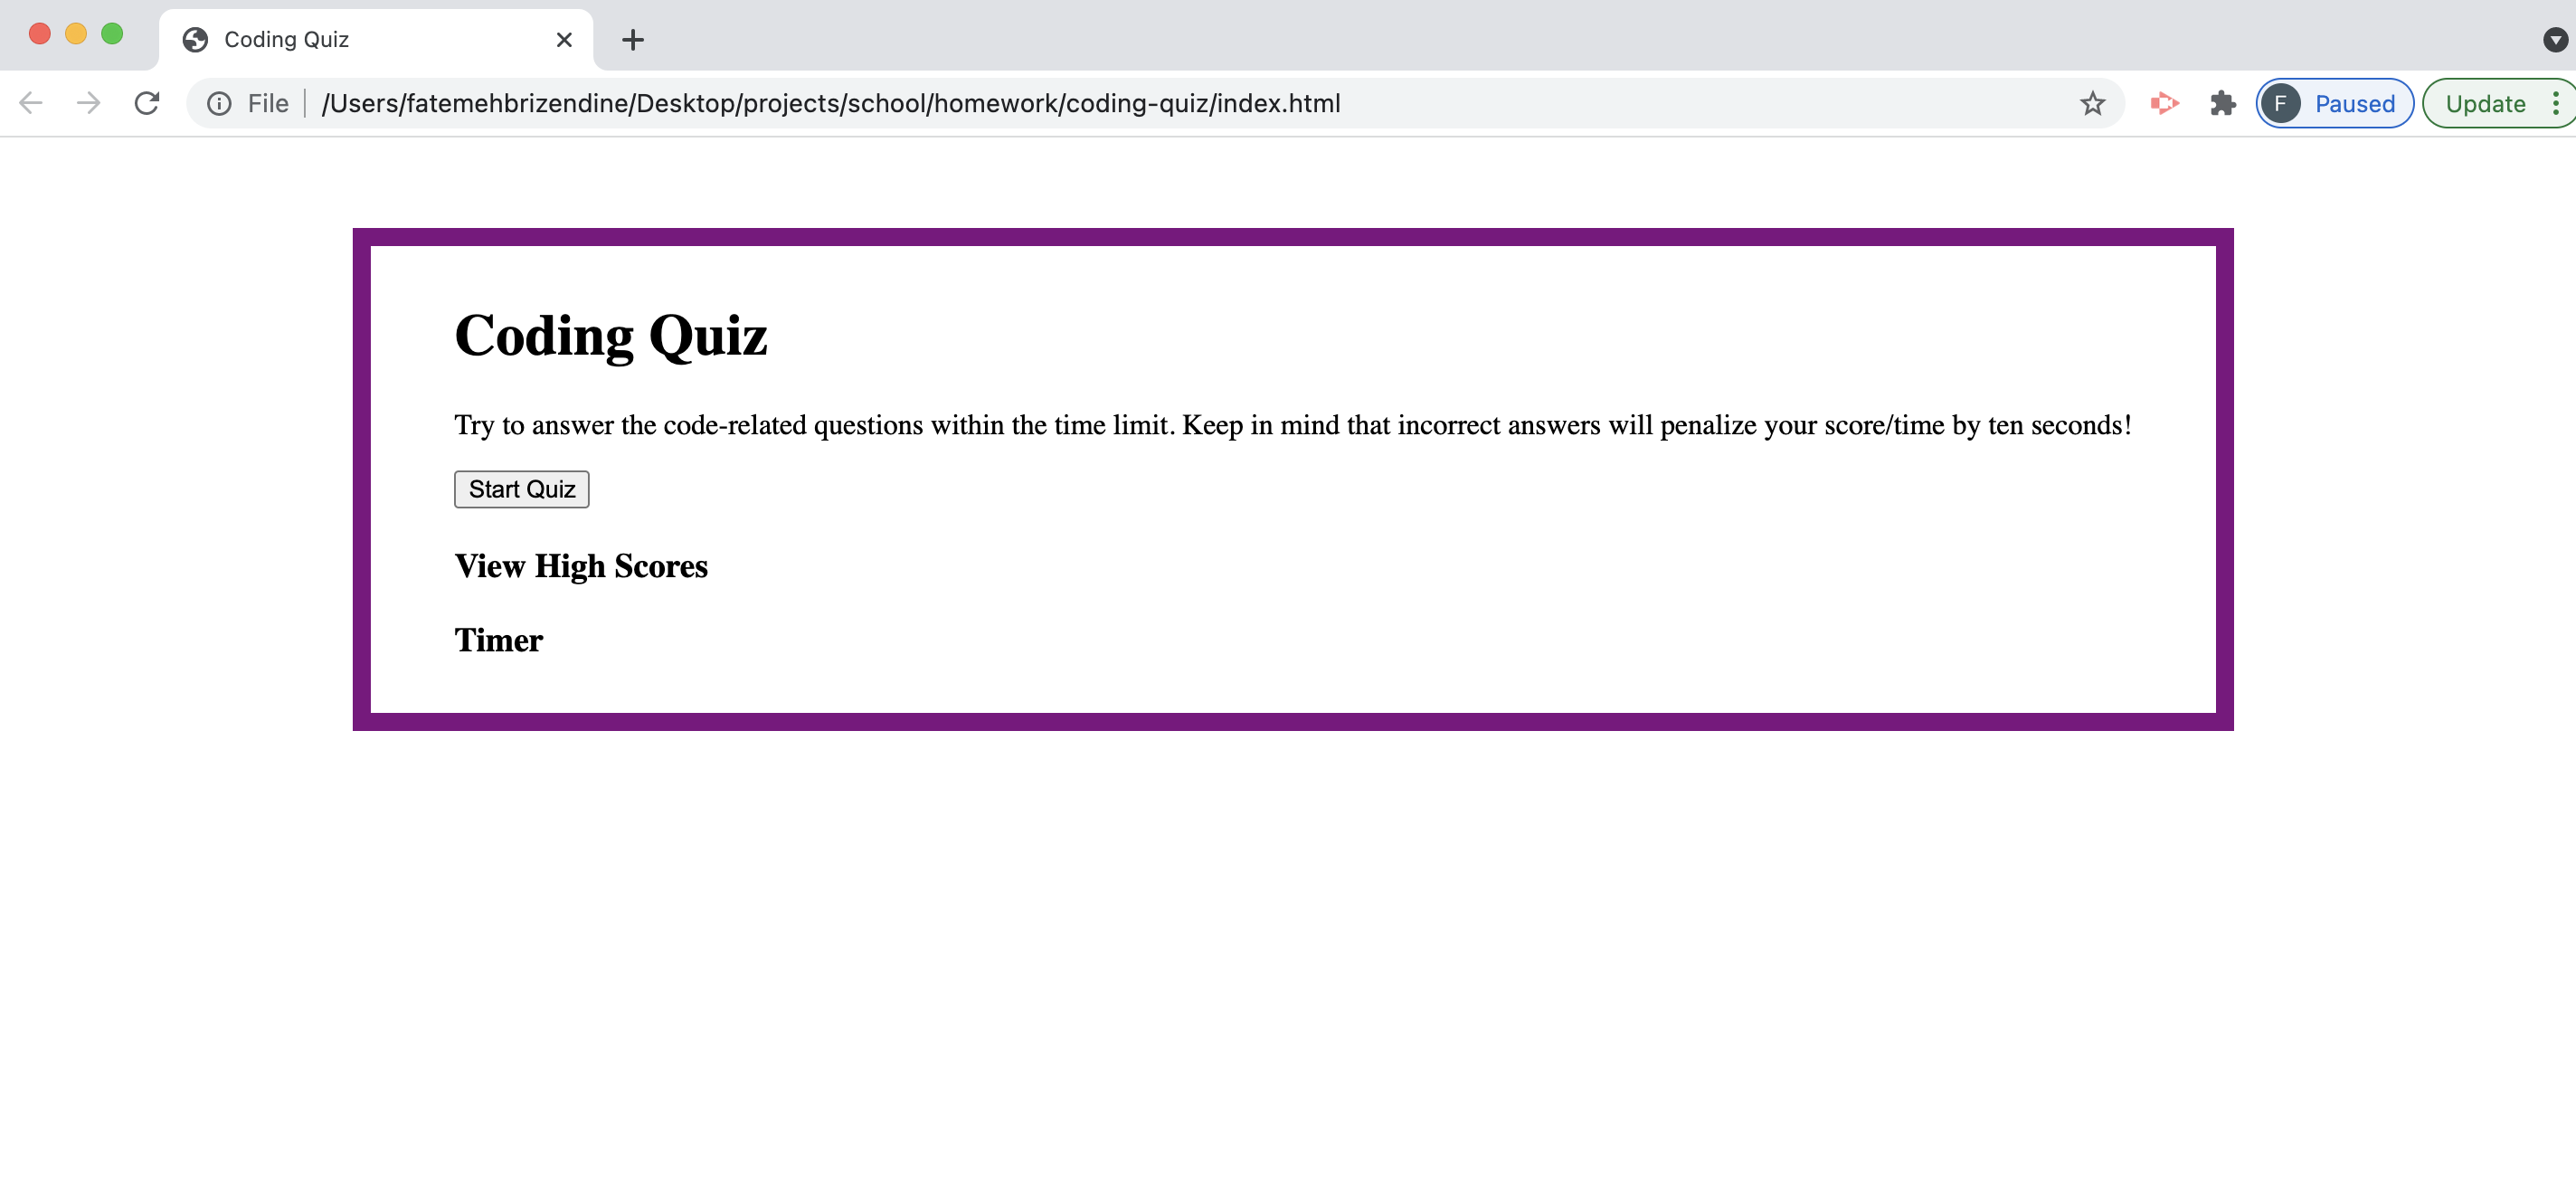 Coding Quiz
File /Users/fatemehbrizendine/Desktop/projects/school/homework/coding-quiz/index.html F Paused Update
Coding Quiz
Try to answer the code-related questions within the time limit. Keep in mind that incorrect answers will penalize your score/time by ten seconds!
Start Quiz
View High Scores
Timer